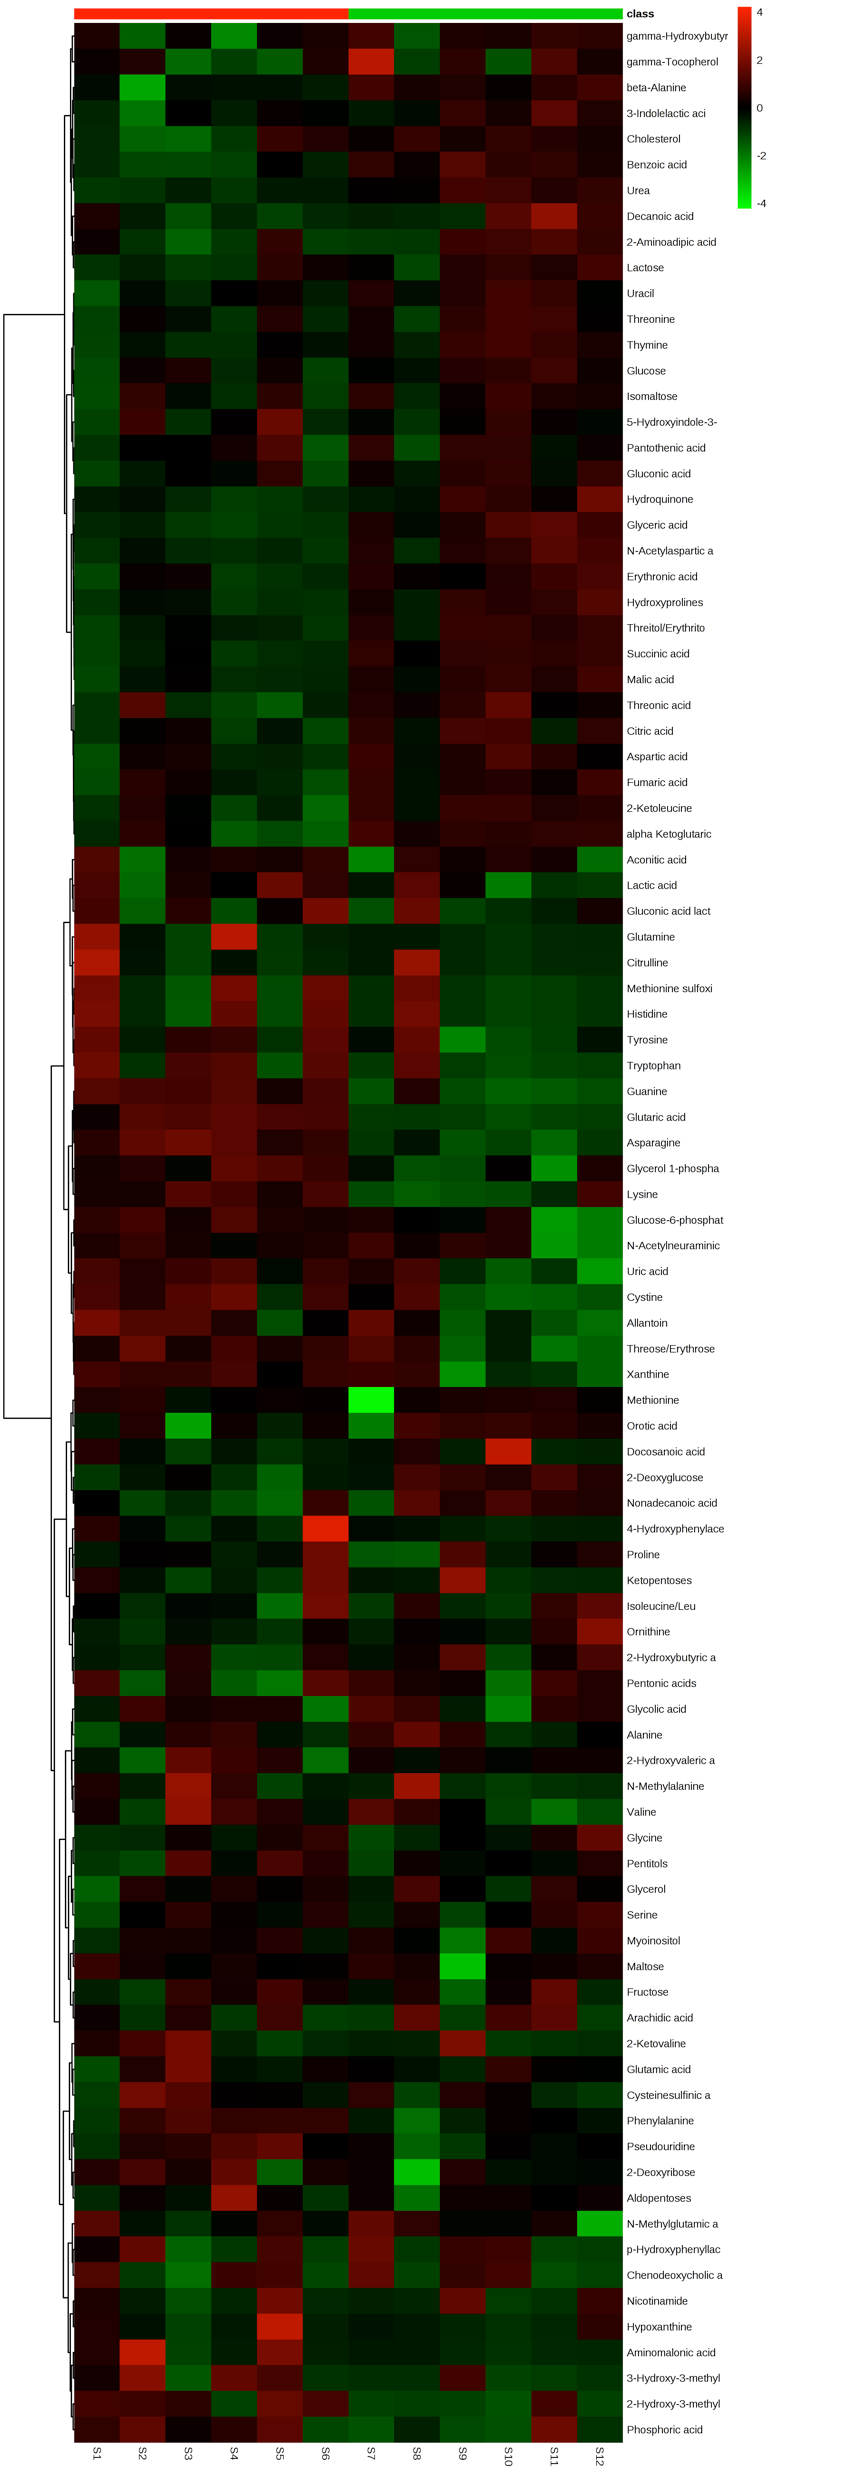 class
4
2
0
-2
-4
gamma-Hydroxybutyr
gamma-Tocopherol
beta-Alanine
3-Indolelactic aci
Cholesterol
Benzoic acid
Urea
Decanoic acid
2-Aminoadipic acid
Lactose
Uracil
Threonine
Thymine
Glucose
Isomaltose
5-Hydroxyindole-3-
Pantothenic acid
Gluconic acid
Hydroquinone
Glyceric acid
N-Acetylaspartic a
Erythronic acid
Hydroxyprolines
Threitol/Erythrito
Succinic acid
Malic acid
Threonic acid
Citric acid
Aspartic acid
Fumaric acid
2-Ketoleucine
alpha Ketoglutaric
Aconitic acid
Lactic acid
Gluconic acid lact
Glutamine
Citrulline
Methionine sulfoxi
Histidine
Tyrosine
Tryptophan
Guanine
Glutaric acid
Asparagine
Glycerol 1-phospha
Lysine
Glucose-6-phosphat
N-Acetylneuraminic
Uric acid
Cystine
Allantoin
Threose/Erythrose
Xanthine
Methionine
Orotic acid
Docosanoic acid
2-Deoxyglucose
Nonadecanoic acid
4-Hydroxyphenylace
Proline
Ketopentoses
Isoleucine/Leu
Ornithine
2-Hydroxybutyric a
Pentonic acids
Glycolic acid
Alanine
2-Hydroxyvaleric a
N-Methylalanine
Valine
Glycine
Pentitols
Glycerol
Serine
Myoinositol
Maltose
Fructose
Arachidic acid
2-Ketovaline
Glutamic acid
Cysteinesulfinic a
Phenylalanine
Pseudouridine
2-Deoxyribose
Aldopentoses
N-Methylglutamic a
p-Hydroxyphenyllac
Chenodeoxycholic a
Nicotinamide
Hypoxanthine
Aminomalonic acid
3-Hydroxy-3-methyl
2-Hydroxy-3-methyl
Phosphoric acid
S1 S2 S3 S4 S5 S6 S7 S8 S9 S10 S11 S12